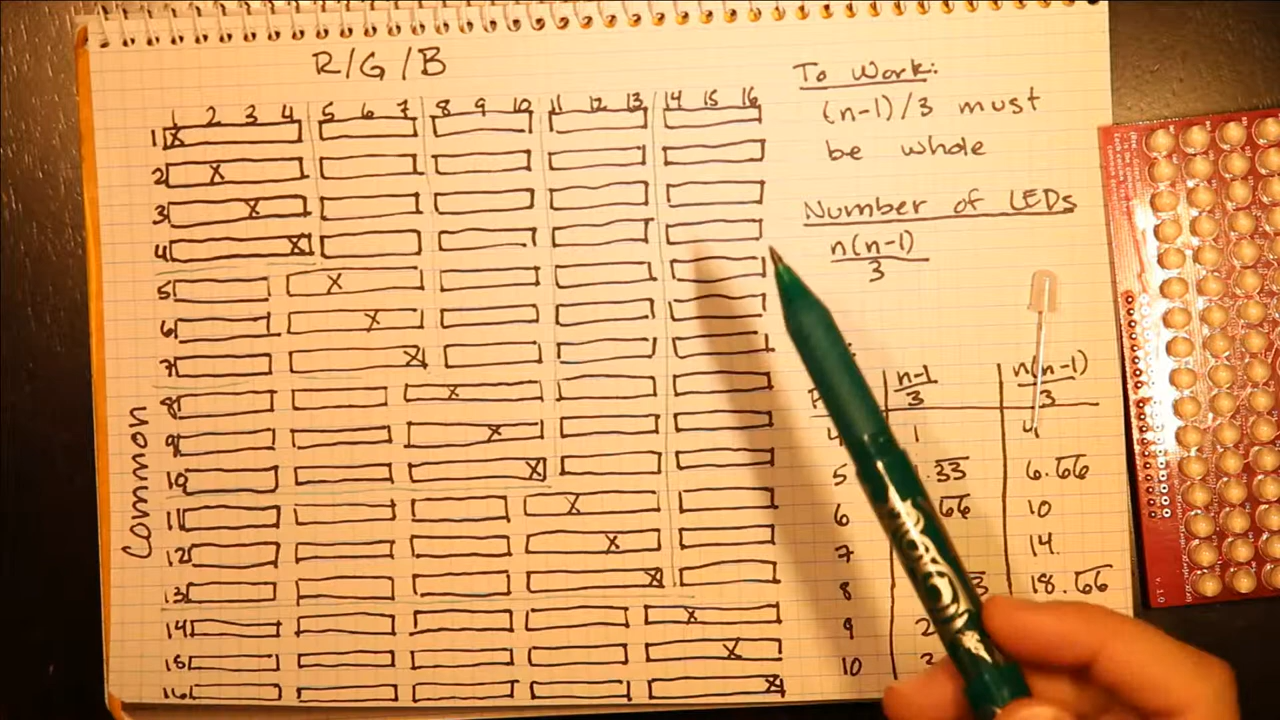 R/G/B
1 2 3 4 5 6 7 8 9 10 11 12 13 14 15 16
1 X
2 X
3 X
4 X
5 X
6 X
7 X
8 X
9 X
10 X
11 X
12 X
13 X
14 X
15 X
16 X
Common
To Work:
(n-1)/3 must
be whole
Number of LEDs
n(n-1)
3
n-1 n(n-1)
3 3
4 1 4
5 .33 6.66
6 66 10
7 14
8 3 18.66
9 2
10
v 1.0